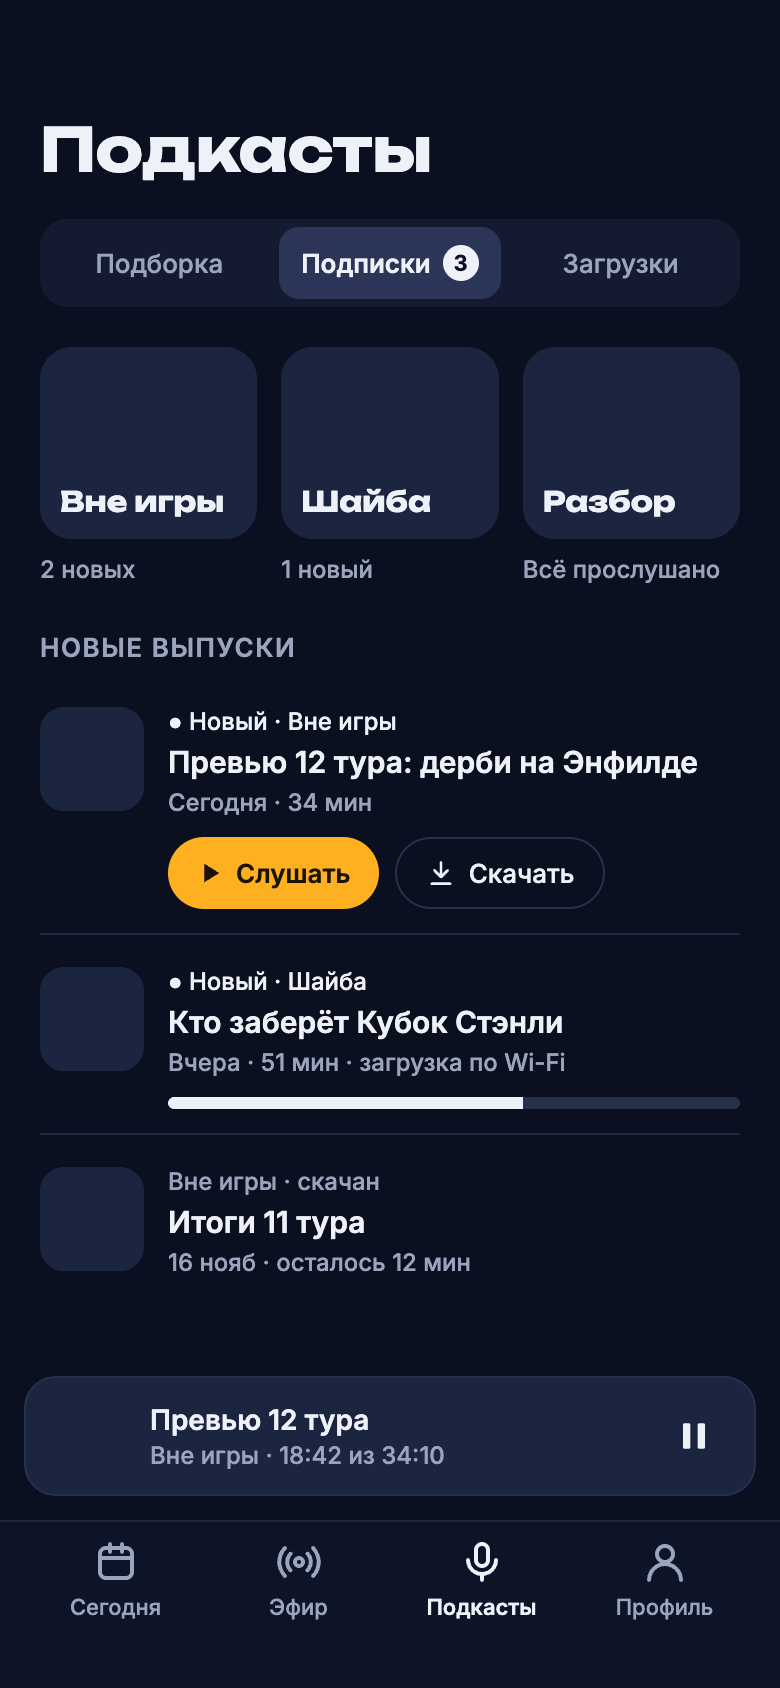 Подкасты
Подборка
Подписки 3
Загрузки
Вне игры
Шайба
Разбор
2 новых
1 новый
Всё прослушано
НОВЫЕ ВЫПУСКИ
● Новый · Вне игры
Превью 12 тура: дерби на Энфилде
Сегодня · 34 мин
Слушать
Скачать
● Новый · Шайба
Кто заберёт Кубок Стэнли
Вчера · 51 мин · загрузка по Wi-Fi
Вне игры · скачан
Итоги 11 тура
16 нояб · осталось 12 мин
Превью 12 тура
Вне игры · 18:42 из 34:10
Сегодня
Эфир
Подкасты
Профиль